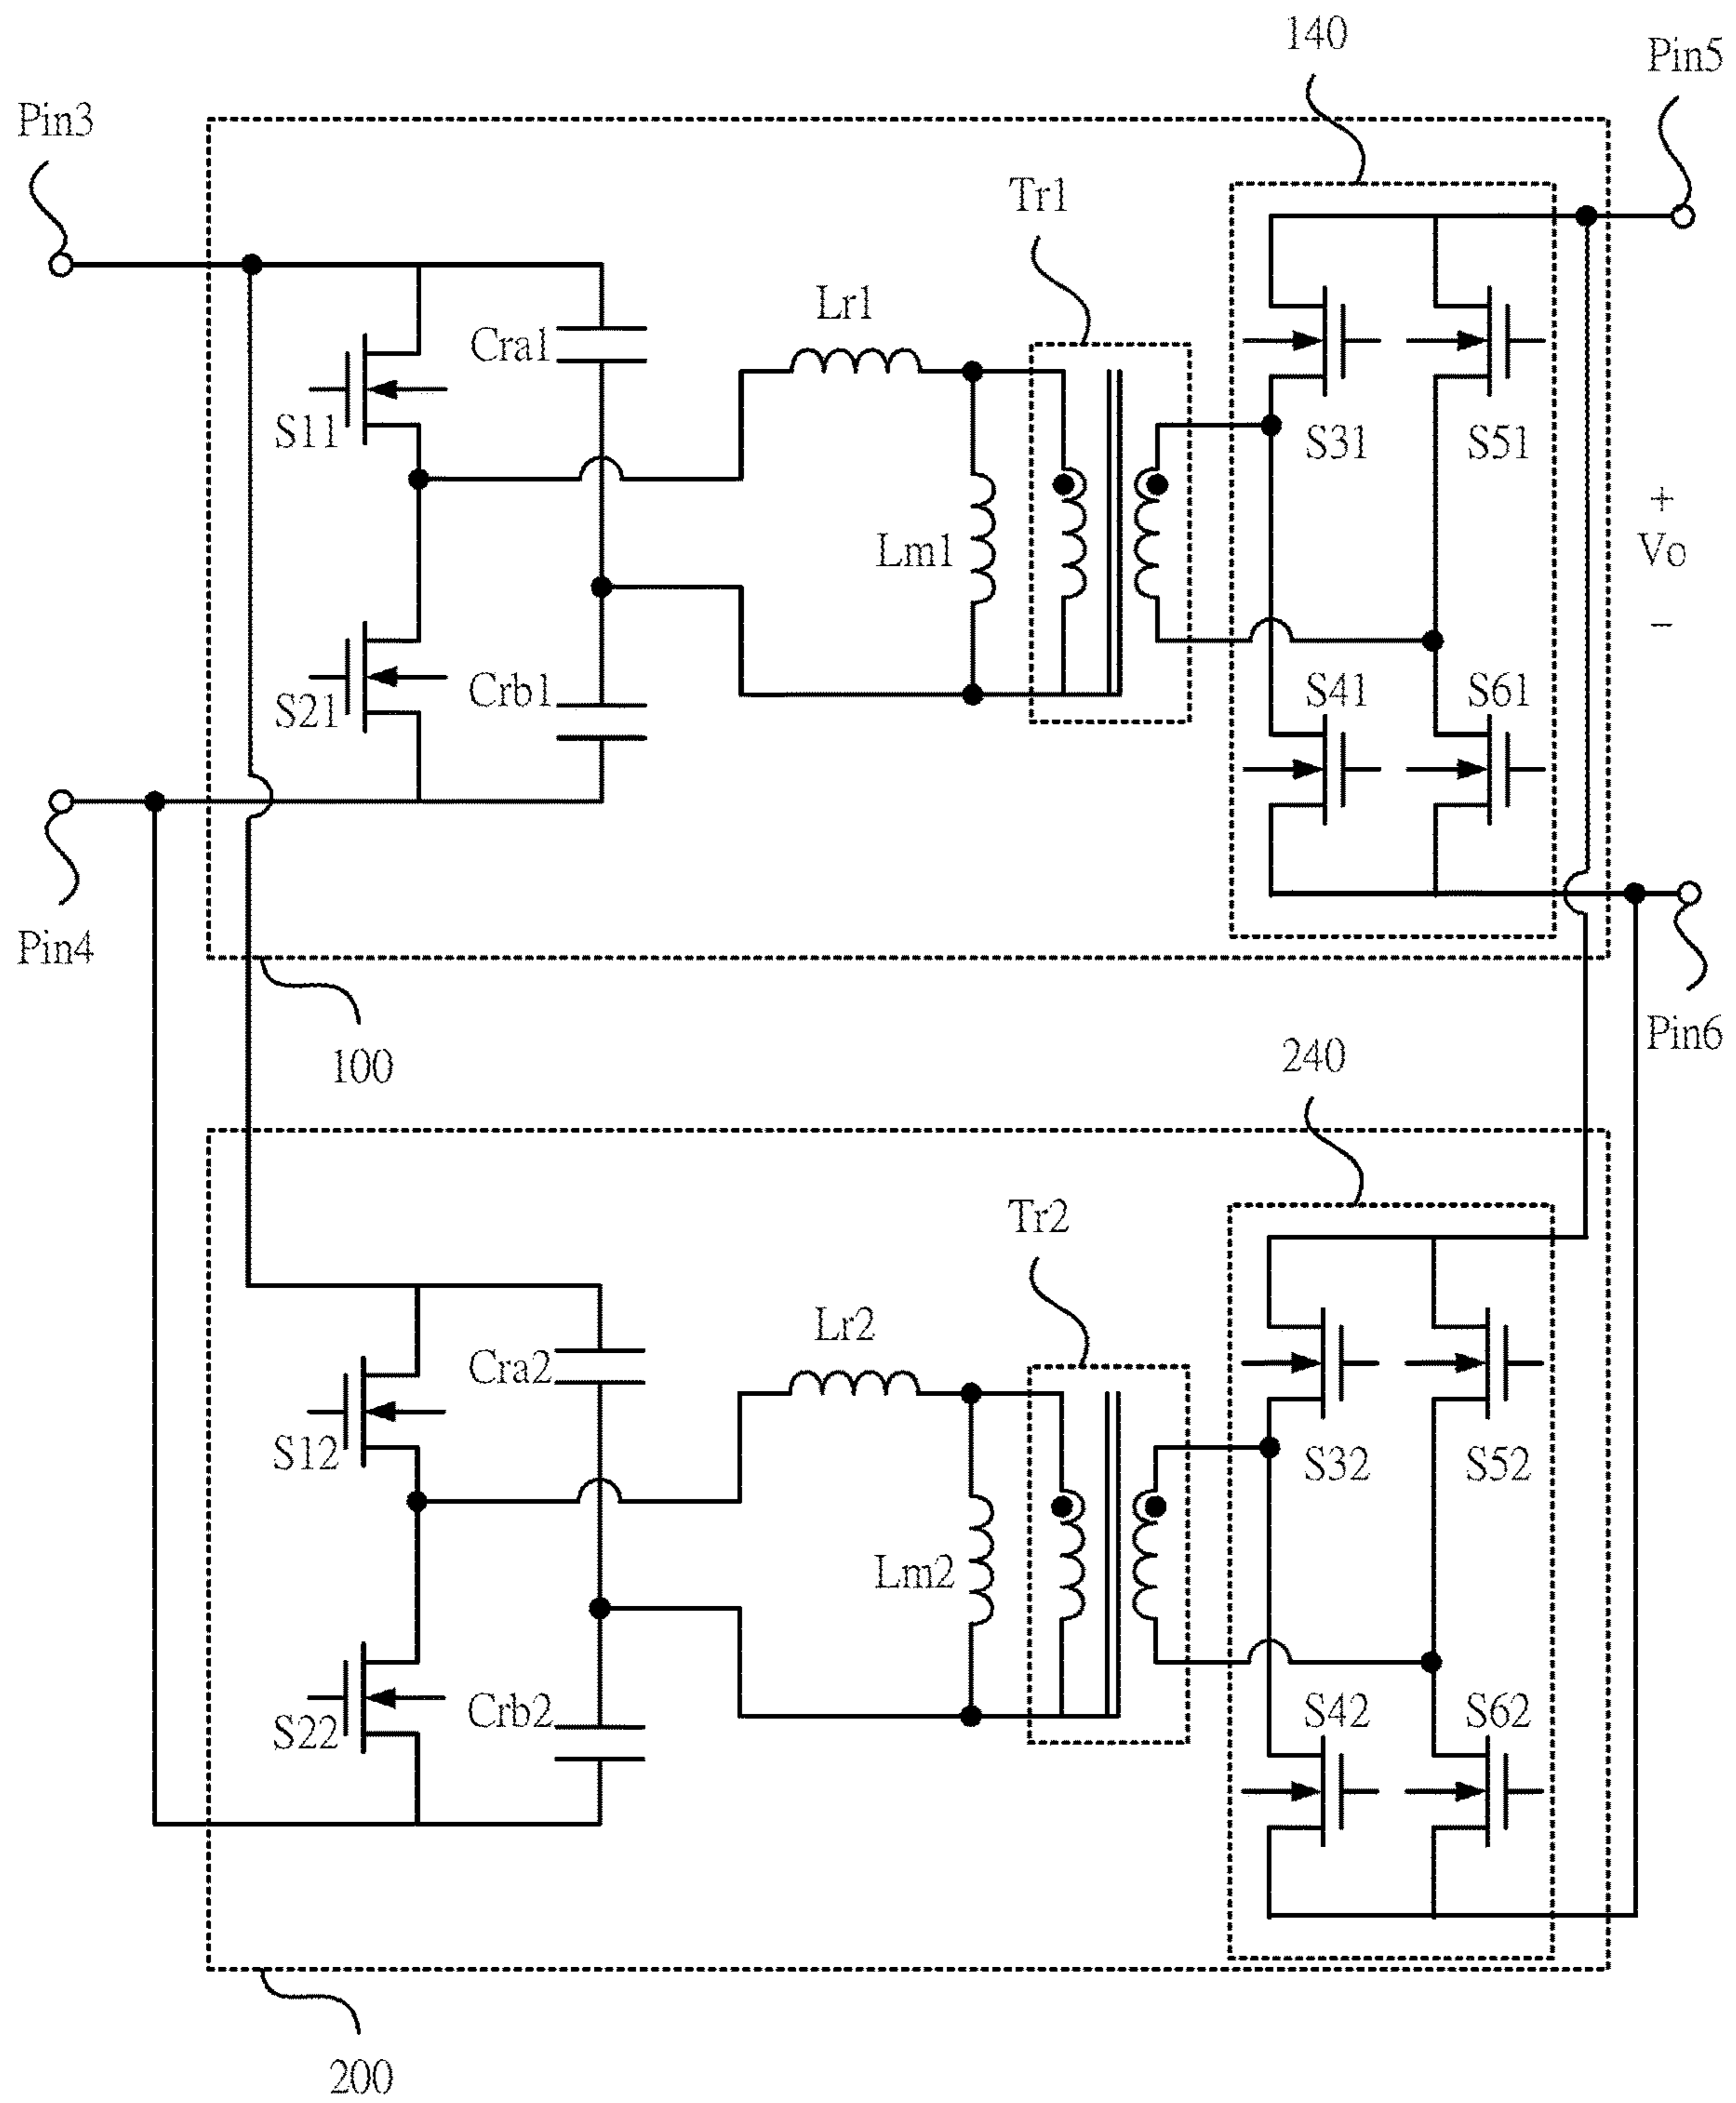 140
Pin5
Pin3
Tr1
Lr1
Cra1
S11
S31
S51
+
Vo
−
Lm1
S21
Crb1
S41
S61
Pin4
Pin6
100
240
Tr2
Lr2
Cra2
S12
S32
S52
Lm2
S22
Crb2
S42
S62
200